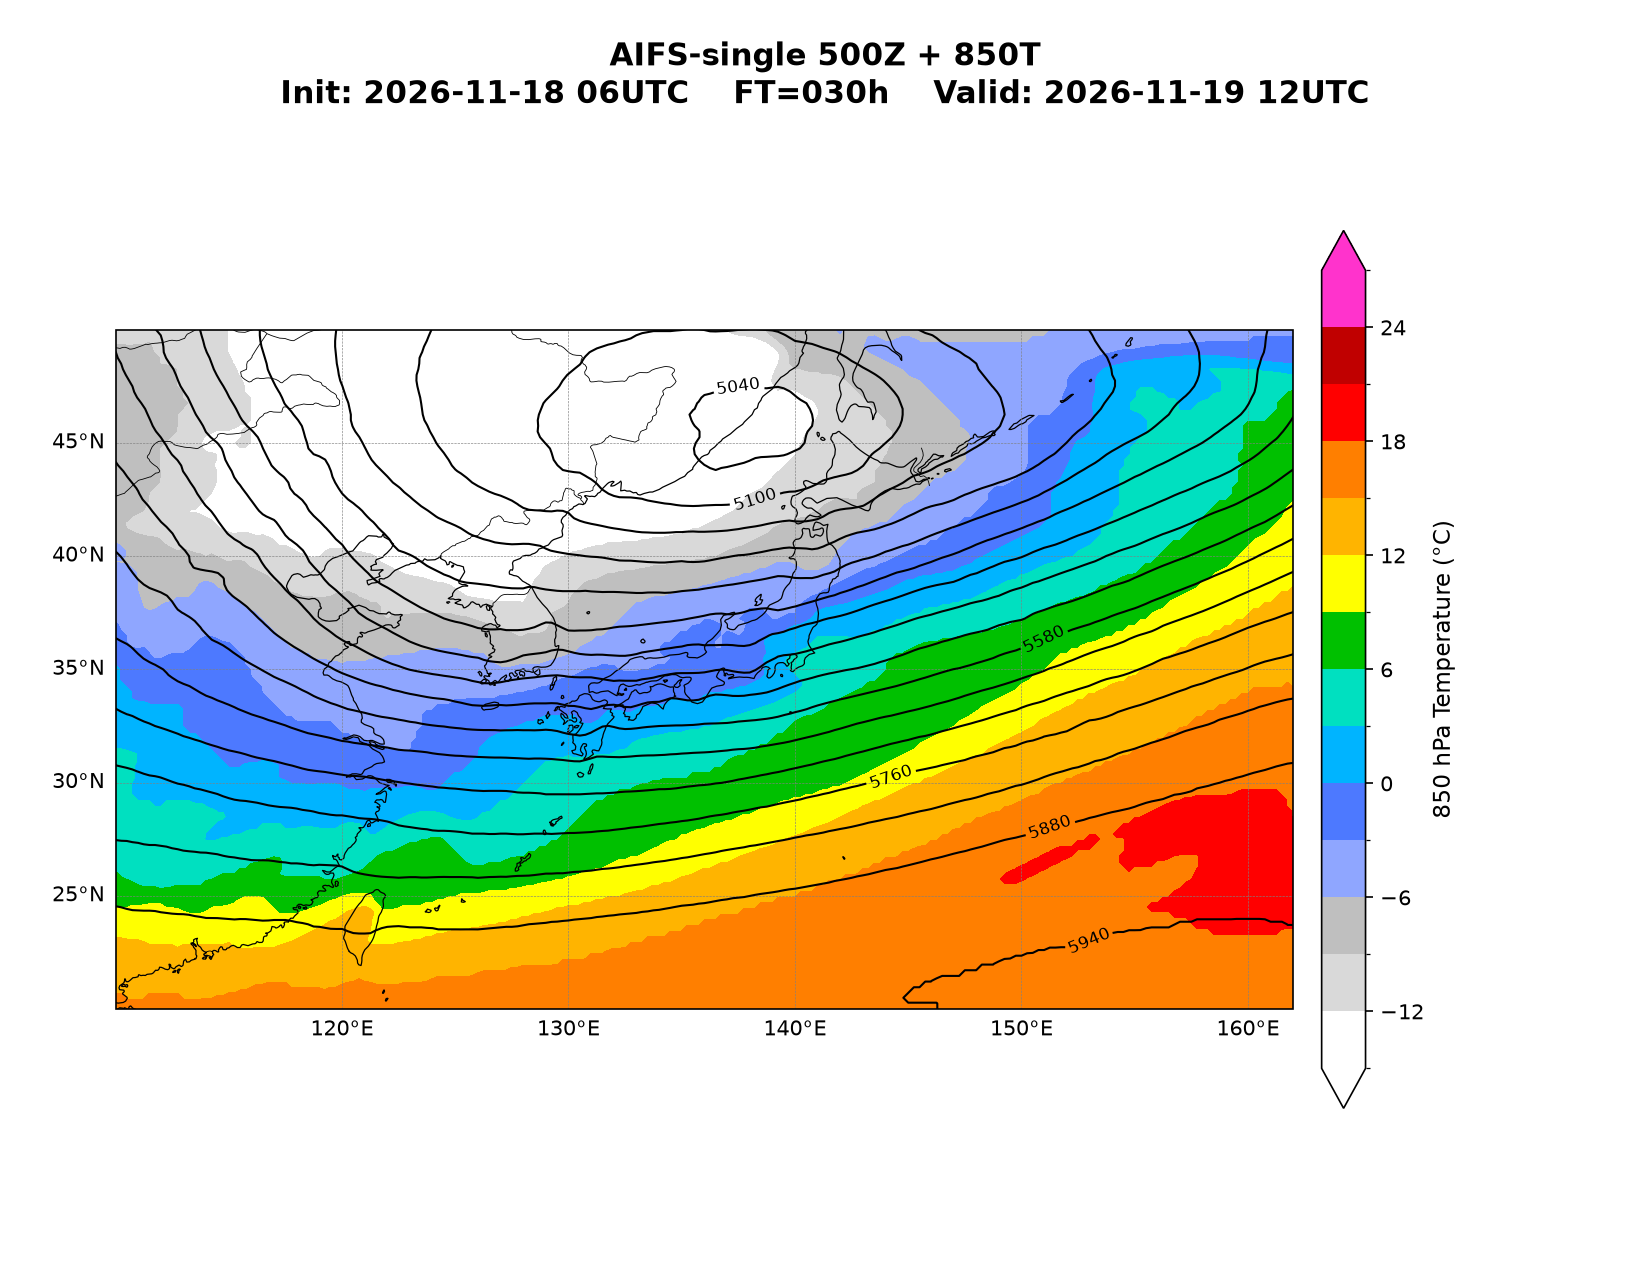 AIFS-single 500Z + 850T
Init: 2026-11-18 06UTC    FT=030h    Valid: 2026-11-19 12UTC
5040
5100
5580
5760
5880
5940
45°N
40°N
35°N
30°N
25°N
120°E
130°E
140°E
150°E
160°E
24
18
12
6
0
−6
−12
850 hPa Temperature (°C)